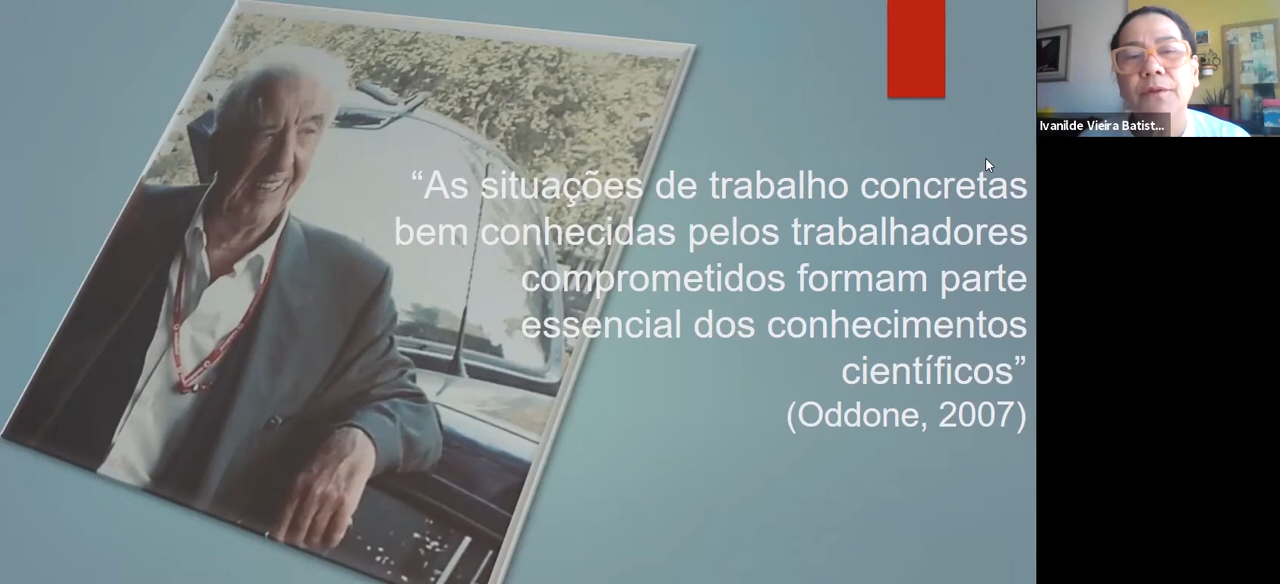 “As situações de trabalho concretas
bem conhecidas pelos trabalhadores
comprometidos formam parte
essencial dos conhecimentos
científicos”
(Oddone, 2007)
Ivanilde Vieira Batist...